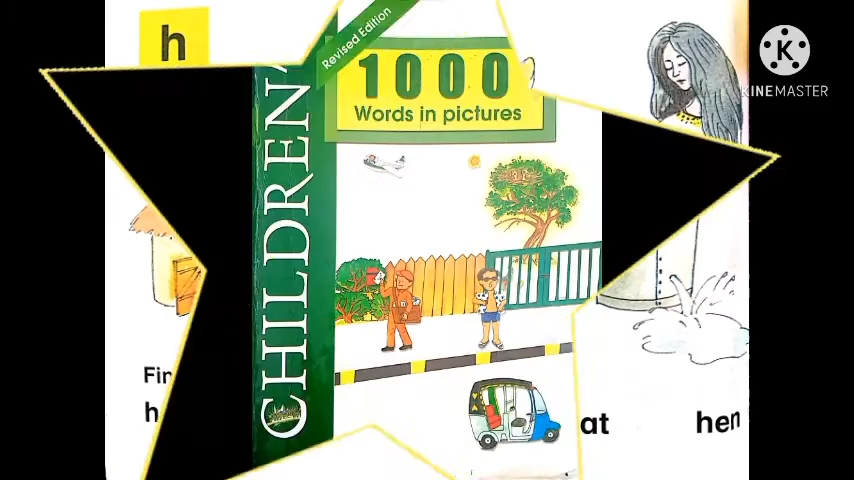 h
Revised Edition
1000
Words in pictures
CHILDREN
KINEMASTER
Fin
h
at
hen